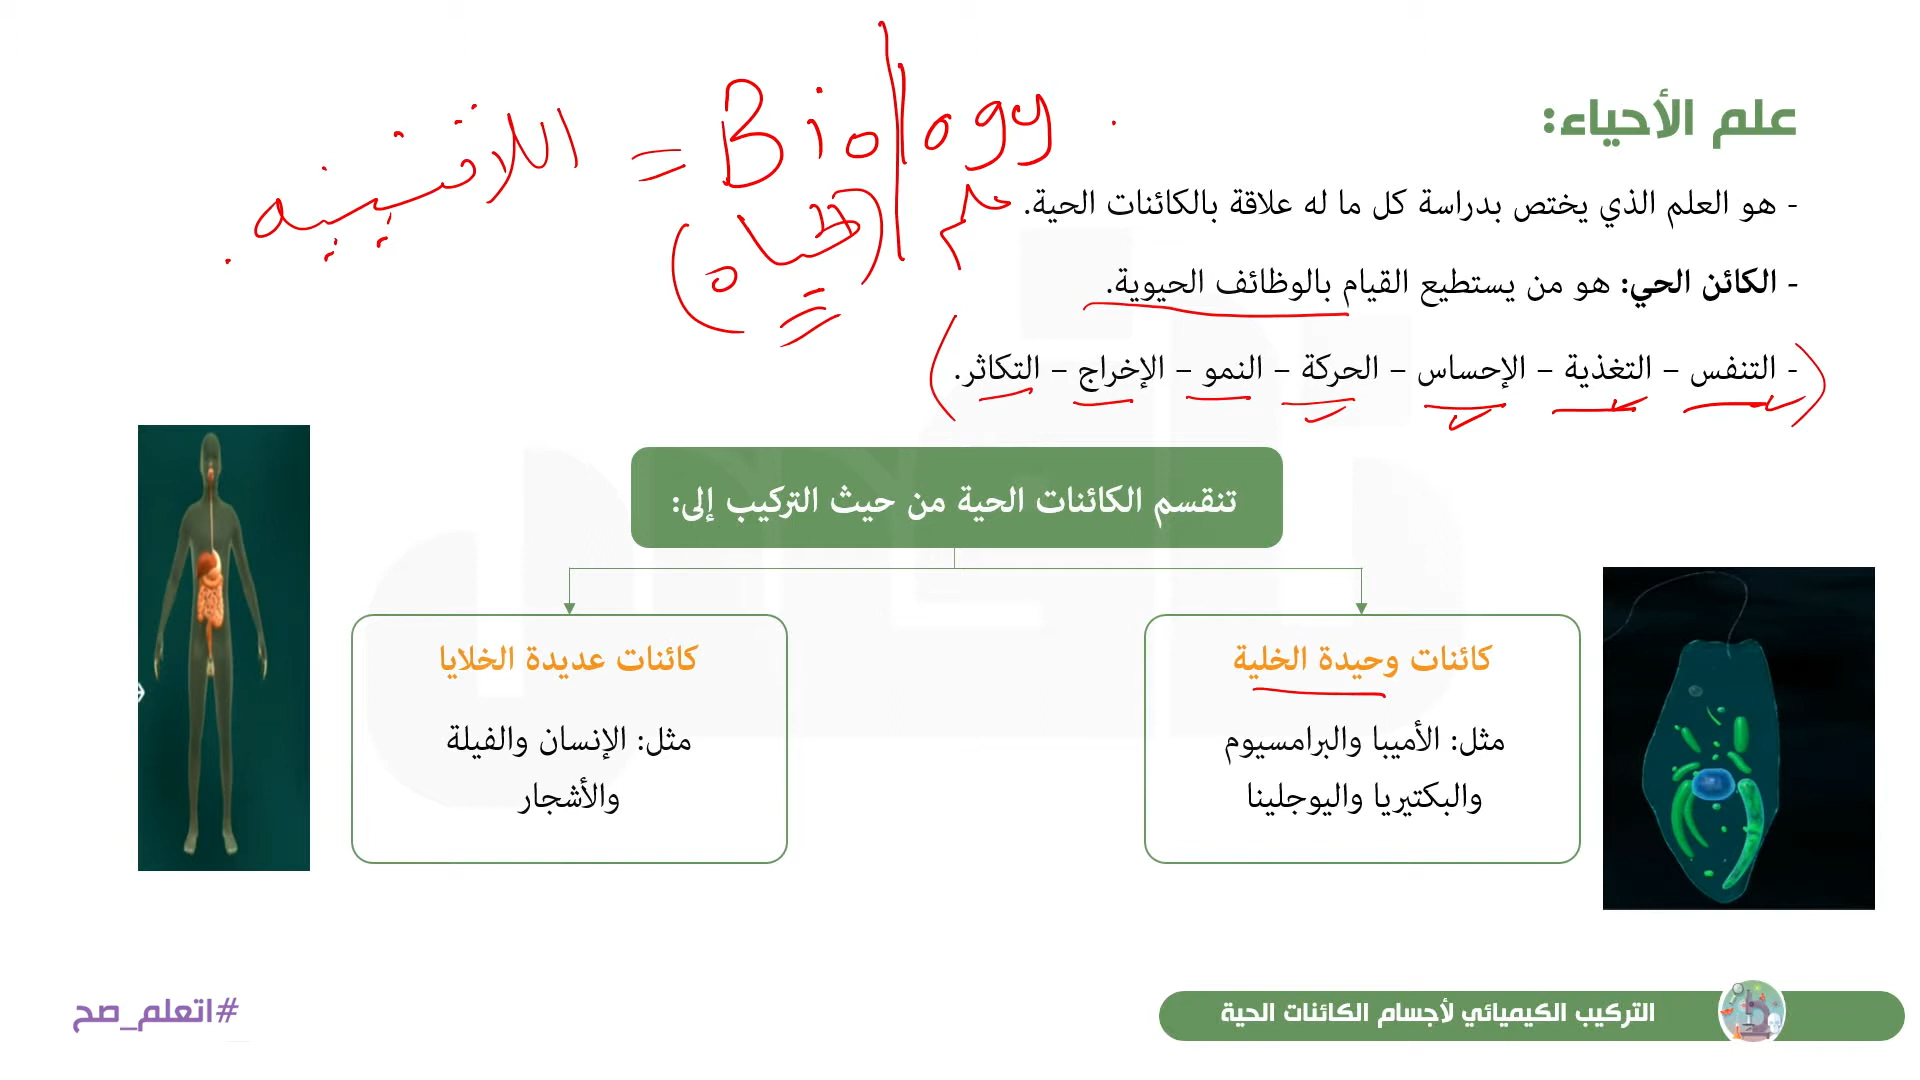 علم الأحياء:
- هو العلم الذي يختص بدراسة كل ما له علاقة بالكائنات الحية.
- الكائن الحي: هو من يستطيع القيام بالوظائف الحيوية.
- التنفس – التغذية – الإحساس – الحركة – النمو – الإخراج – التكاثر.
Biology =
علم
تنقسم الكائنات الحية من حيث التركيب إلى:
كائنات وحيدة الخلية
مثل: الأميبا والبرامسيوم
والبكتيريا واليوجلينا
كائنات عديدة الخلايا
مثل: الإنسان والفيلة
والأشجار
التركيب الكيميائي لأجسام الكائنات الحية
#اتعلم_صح